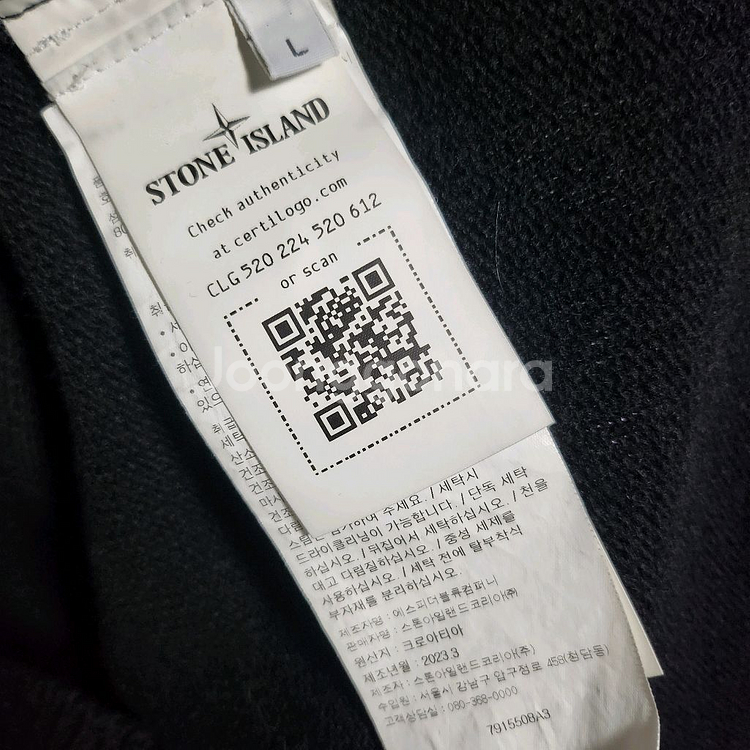 L
STONE ISLAND
Check authenticity
at certilogo.com
CLG 520 224 520 612
or scan
수세요. / 세탁시
드라이클리닝이 가능합니다. / 단독 세탁
하십시오. / 뒤집어서 세탁하십시오. / 천을
대고 다림질하십시오. / 중성 세제를
사용하십시오. / 세탁 전에 탈부착식
부자재를 분리하십시오.
제조자명 : 에스피더블류컴퍼니
판매자명 : 스톤아일랜드코리아(주)
원산지 : 크로아티아
제조년월 : 2023.3
제조자 : 스톤아일랜드코리아(주)
수입원 : 서울시 강남구 압구정로 458(청담동)
고객상담실 : 080-368-0000
7915508A3